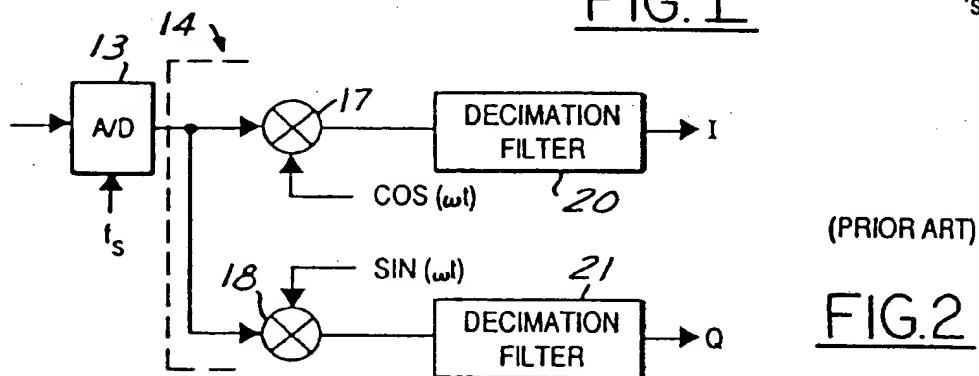 FIG. 1
14
13
A/D
fs
17
DECIMATION
FILTER
I
COS (ωt)
20
(PRIOR ART)
18
SIN (ωt)
21
DECIMATION
FILTER
Q
FIG.2